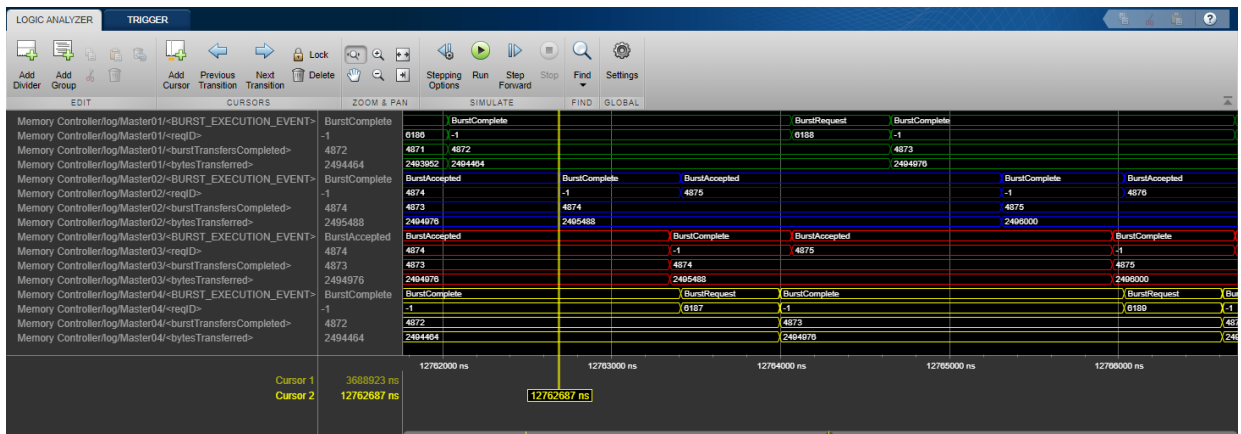 LOGIC ANALYZER TRIGGER
?
Add Divider Add Group Add Cursor Previous Transition Next Transition Lock Delete Stepping Options Run Step Forward Stop Find Settings
EDIT CURSORS ZOOM & PAN SIMULATE FIND GLOBAL
Memory Controller/log/Master01/<BURST_EXECUTION_EVENT> BurstComplete BurstComplete BurstRequest BurstComplete
Memory Controller/log/Master01/<reqID> -1 6186 -1 6188 -1
Memory Controller/log/Master01/<burstTransfersCompleted> 4872 4871 4872 4873
Memory Controller/log/Master01/<bytesTransferred> 2494464 2493952 2494464 2494976
Memory Controller/log/Master02/<BURST_EXECUTION_EVENT> BurstComplete BurstAccepted BurstComplete BurstAccepted BurstComplete BurstAccepted
Memory Controller/log/Master02/<reqID> -1 4874 -1 4875 -1 4876
Memory Controller/log/Master02/<burstTransfersCompleted> 4874 4873 4874 4875
Memory Controller/log/Master02/<bytesTransferred> 2495488 2494976 2495488 2496000
Memory Controller/log/Master03/<BURST_EXECUTION_EVENT> BurstAccepted BurstAccepted BurstComplete BurstAccepted BurstComplete
Memory Controller/log/Master03/<reqID> 4874 4874 -1 4875 -1
Memory Controller/log/Master03/<burstTransfersCompleted> 4873 4873 4874 4875
Memory Controller/log/Master03/<bytesTransferred> 2494976 2494976 2495488 2496000
Memory Controller/log/Master04/<BURST_EXECUTION_EVENT> BurstComplete BurstComplete BurstRequest BurstComplete BurstRequest Bu
Memory Controller/log/Master04/<reqID> -1 -1 6187 -1 6189 -1
Memory Controller/log/Master04/<burstTransfersCompleted> 4872 4872 4873 487
Memory Controller/log/Master04/<bytesTransferred> 2494464 2494464 2494976 249
12762000 ns 12763000 ns 12764000 ns 12765000 ns 12766000 ns
Cursor 1 3688923 ns
Cursor 2 12762687 ns 12762687 ns